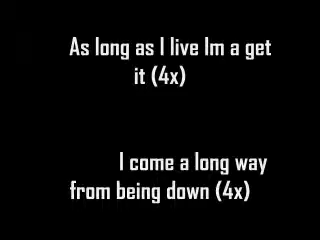 As long as I live Im a get
it (4x)
I come a long way
from being down (4x)